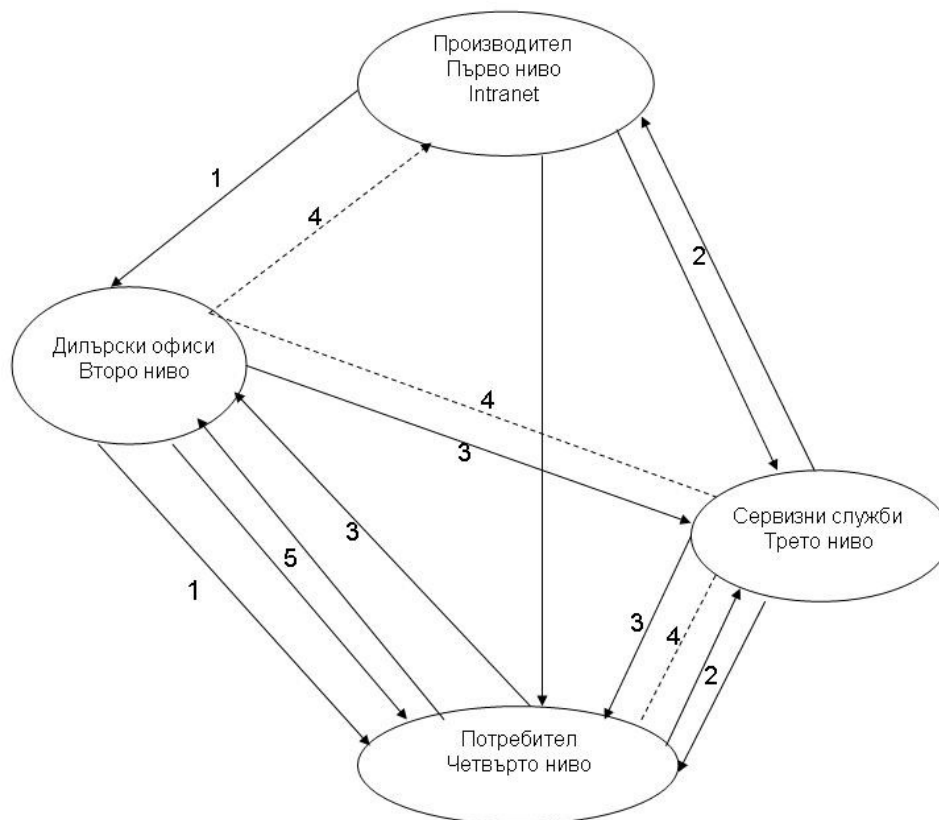 Производител
Първо ниво
Intranet
1
4
2
Дилърски офиси
Второ ниво
4
3
Сервизни служби
Трето ниво
3
5
1
3
4
2
Потребител
Четвърто ниво